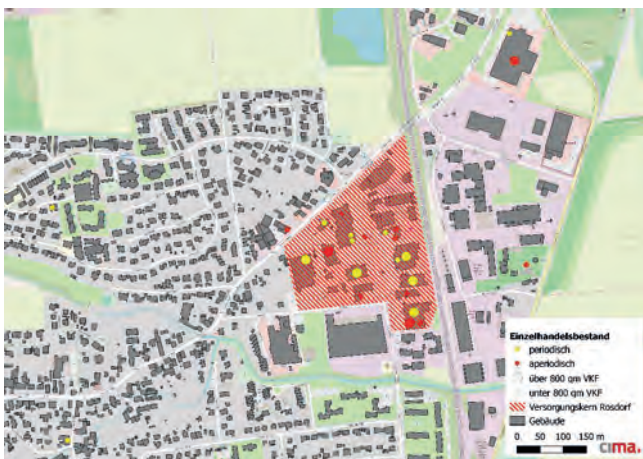 Einzelhandelsbestand
periodisch
aperiodisch
über 800 qm VKF
unter 800 qm VKF
Versorgungskern Rosdorf
Gebäude
0 50 100 150 m
cima.